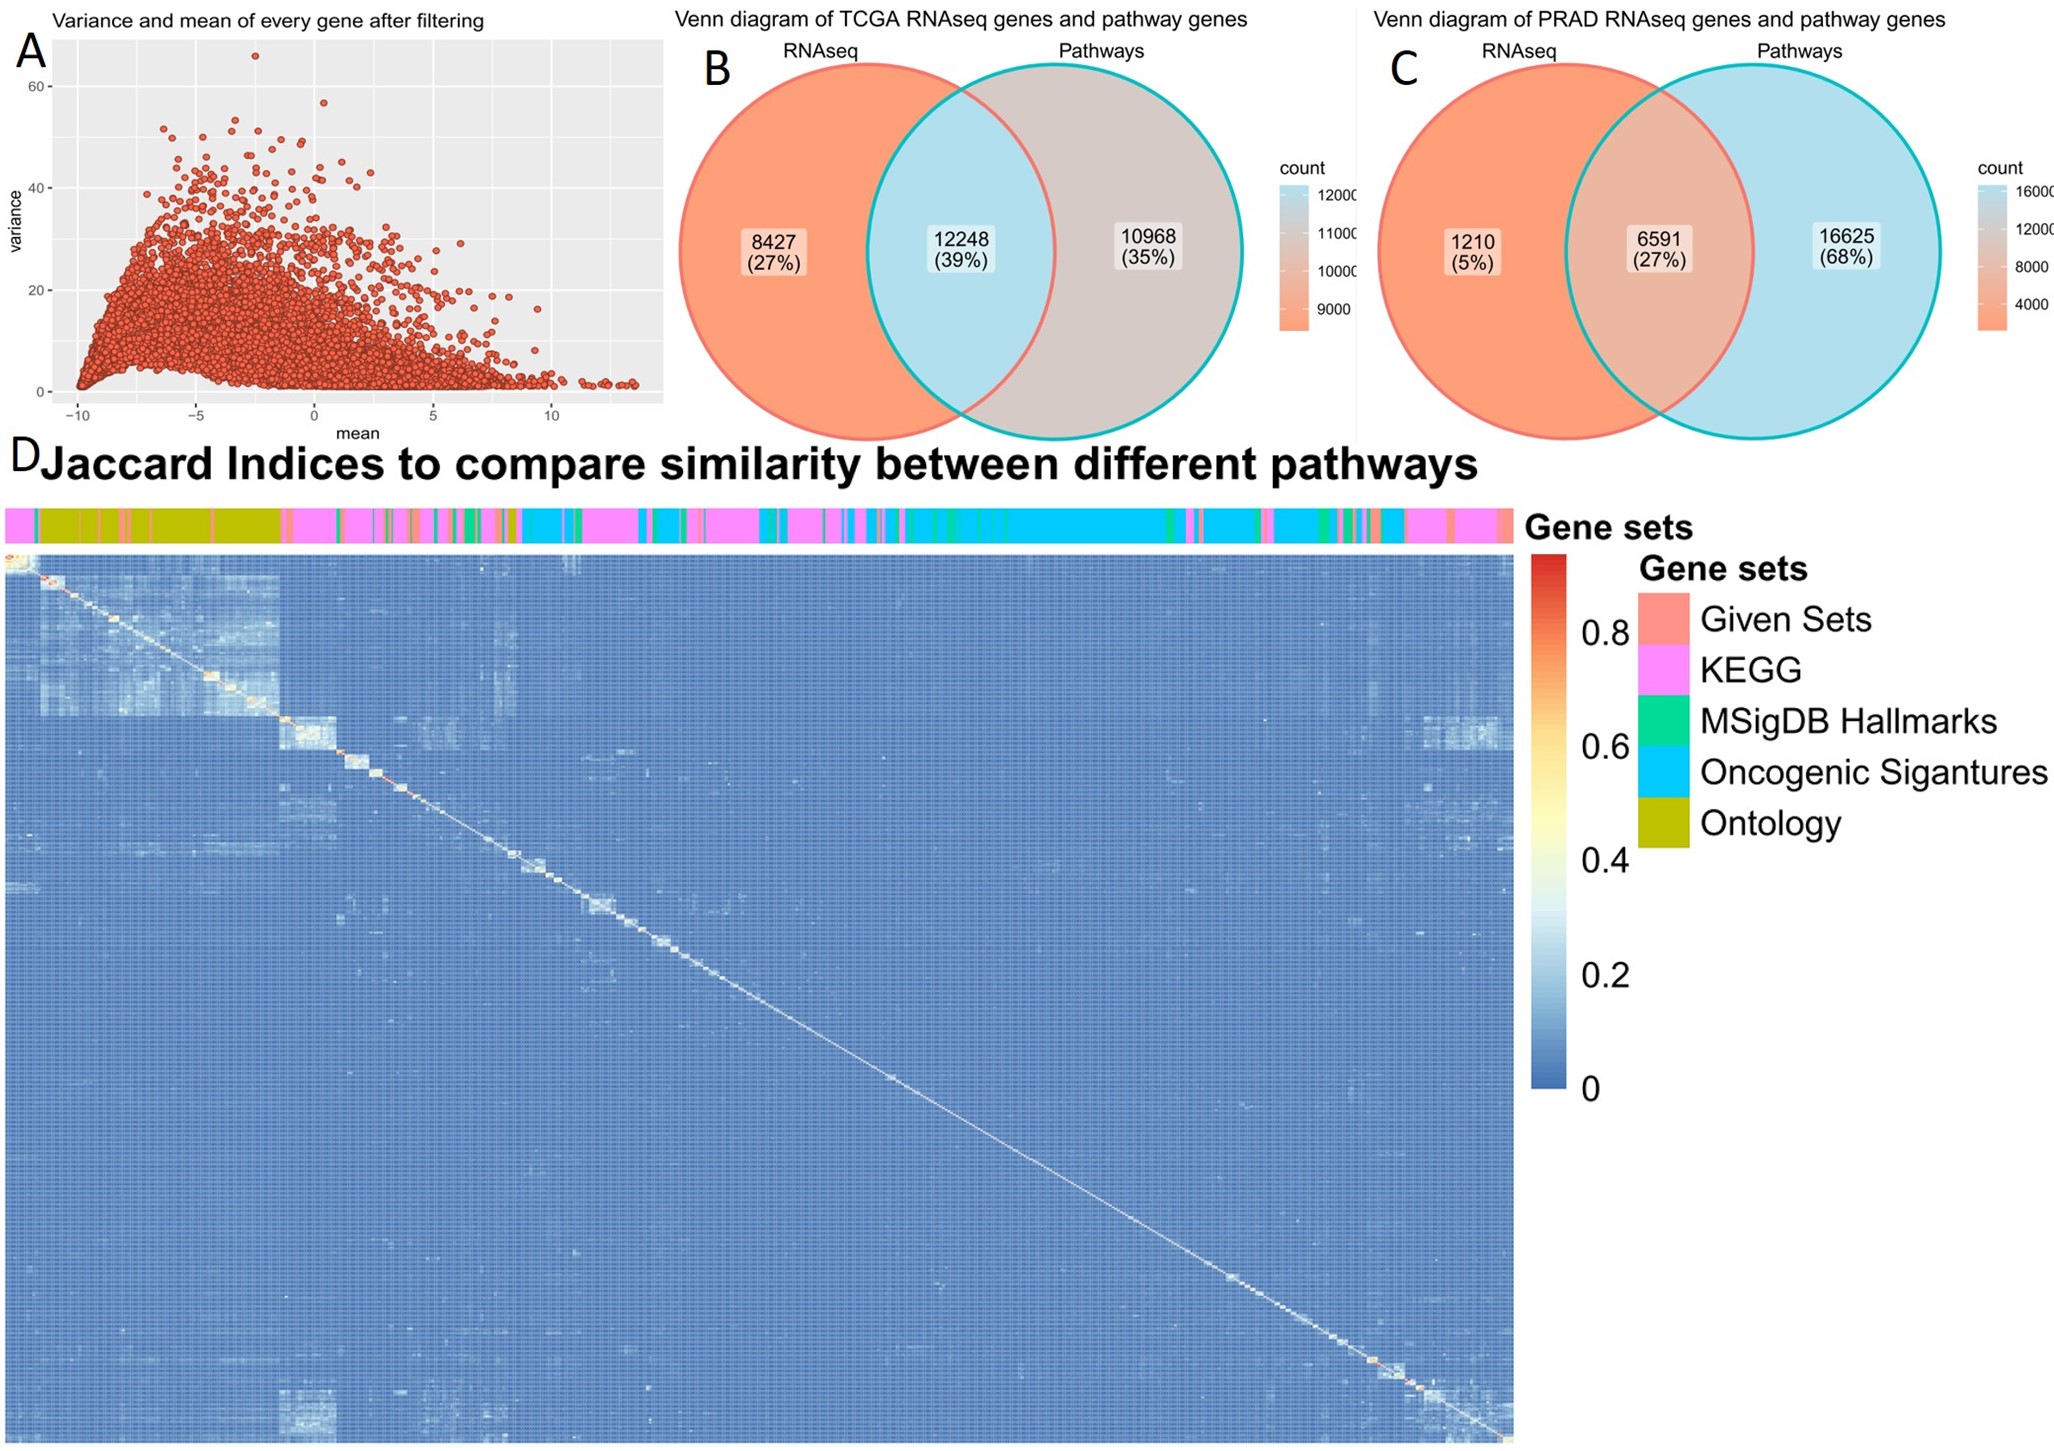 A
Variance and mean of every gene after filtering
variance
60
40
20
0
−10
−5
0
5
10
mean
B
Venn diagram of TCGA RNAseq genes and pathway genes
RNAseq
Pathways
8427
(27%)
12248
(39%)
10968
(35%)
count
12000
11000
10000
9000
C
Venn diagram of PRAD RNAseq genes and pathway genes
RNAseq
Pathways
1210
(5%)
6591
(27%)
16625
(68%)
count
16000
12000
8000
4000
D
Jaccard Indices to compare similarity between different pathways
Gene sets
0.8
0.6
0.4
0.2
0
Gene sets
Given Sets
KEGG
MSigDB Hallmarks
Oncogenic Sigantures
Ontology